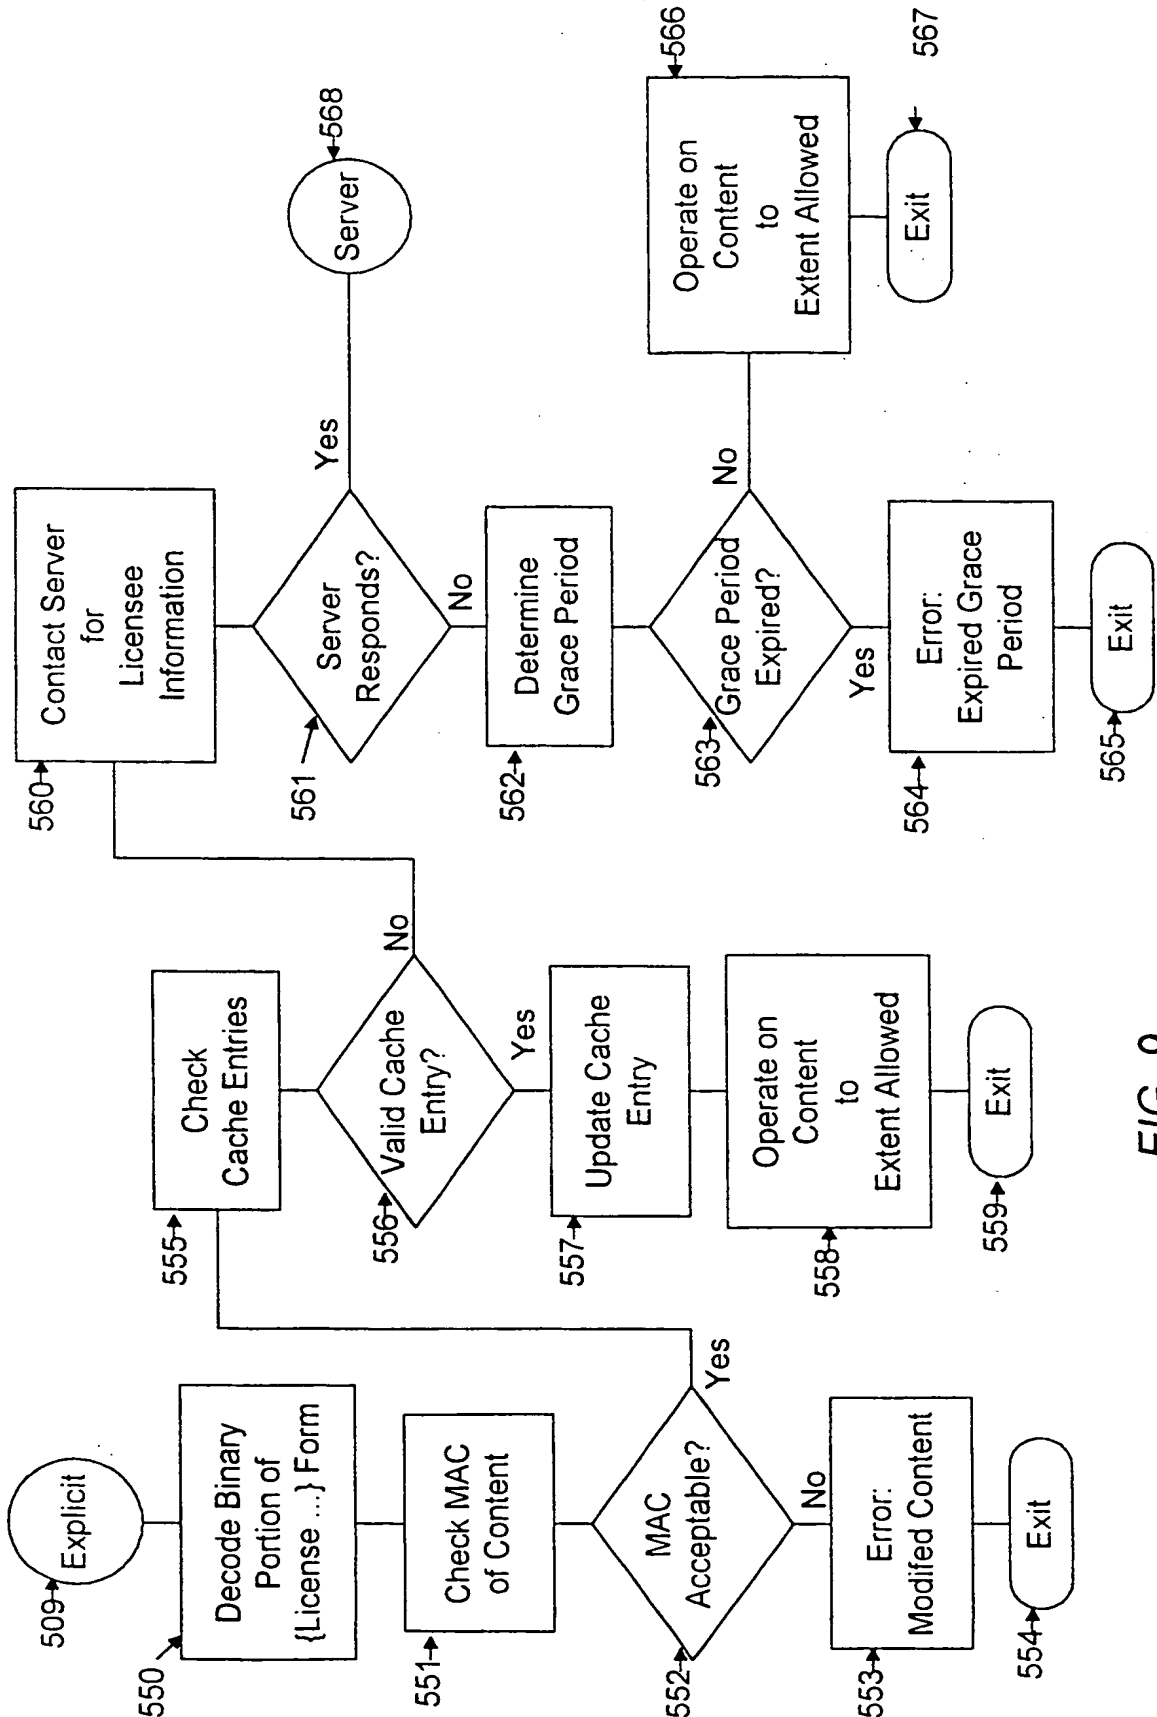 509
Explicit
550
Decode Binary
Portion of
{License ...} Form
551
Check MAC
of Content
552
MAC
Acceptable?
Yes
No
553
Error:
Modifed Content
554
Exit
555
Check
Cache Entries
556
Valid Cache
Entry?
No
Yes
557
Update Cache
Entry
558
Operate on
Content
to
Extent Allowed
559
Exit
560
Contact Server
for
Licensee
Information
561
Server
Responds?
Yes
Server
568
No
562
Determine
Grace Period
563
Grace Period
Expired?
No
Yes
564
Error:
Expired Grace
Period
565
Exit
566
Operate on
Content
to
Extent Allowed
567
Exit